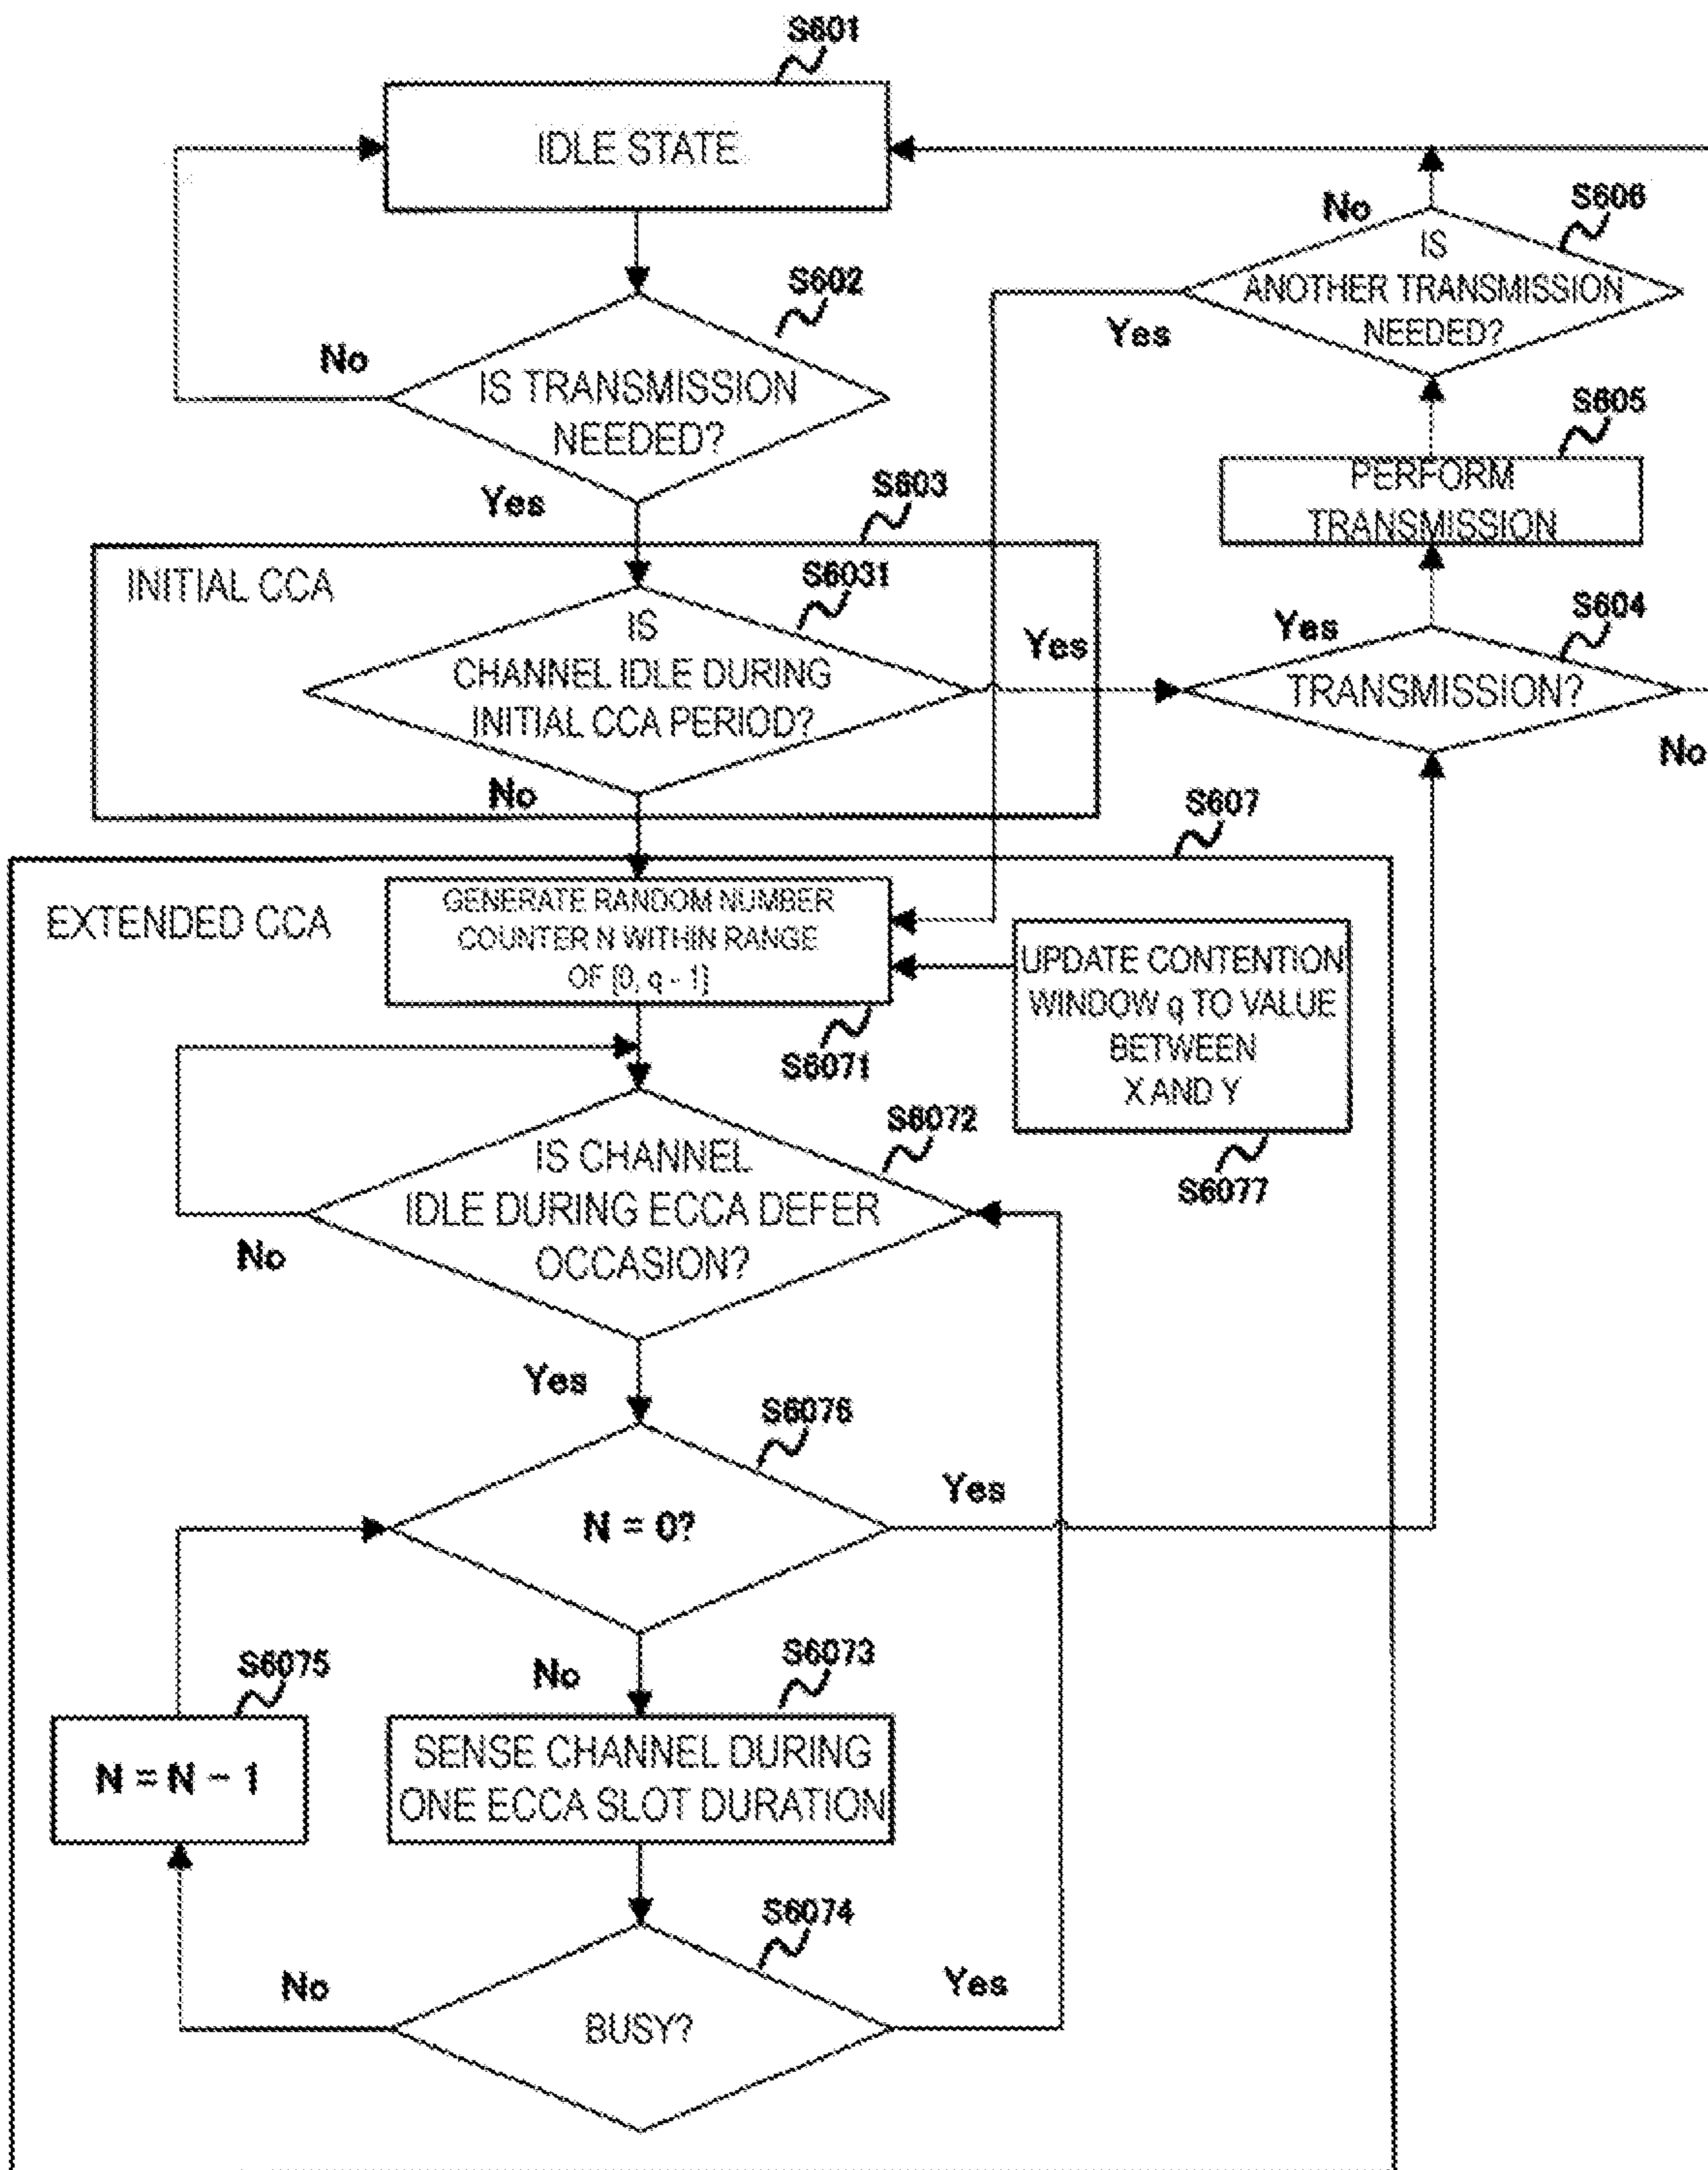 S601
IDLE STATE
S602
No
IS TRANSMISSION
NEEDED?
Yes
No
S606
IS
ANOTHER TRANSMISSION
NEEDED?
Yes
S605
PERFORM
TRANSMISSION
S603
INITIAL CCA
S6031
IS
CHANNEL IDLE DURING
INITIAL CCA PERIOD?
Yes
No
S604
Yes
TRANSMISSION?
No
S607
EXTENDED CCA
GENERATE RANDOM NUMBER
COUNTER N WITHIN RANGE
OF [0, q - 1]
S6071
UPDATE CONTENTION
WINDOW q TO VALUE
BETWEEN
X AND Y
S6077
S6072
IS CHANNEL
IDLE DURING ECCA DEFER
OCCASION?
No
Yes
S6076
N = 0?
Yes
No
S6073
SENSE CHANNEL DURING
ONE ECCA SLOT DURATION
S6075
N = N - 1
S6074
No
BUSY?
Yes